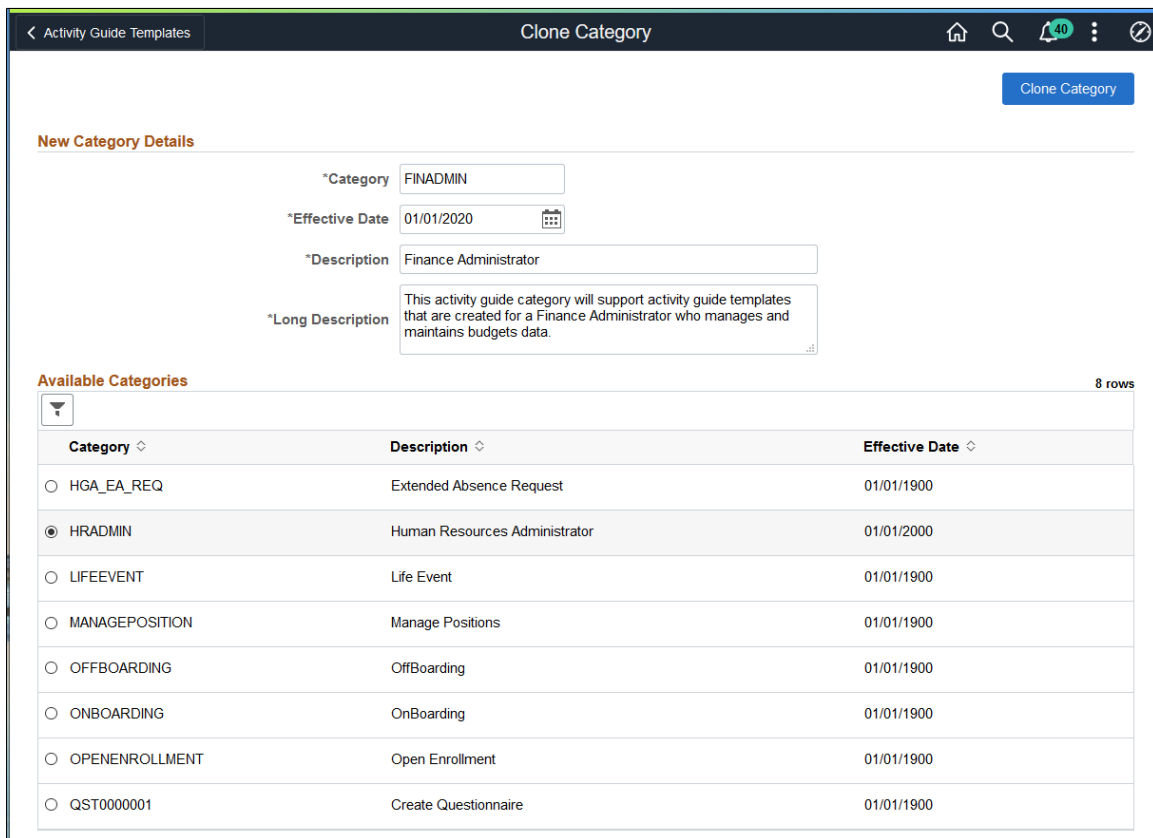 Activity Guide Templates
Clone Category
40
Clone Category
New Category Details
*Category FINADMIN
*Effective Date 01/01/2020
*Description Finance Administrator
*Long Description This activity guide category will support activity guide templates
that are created for a Finance Administrator who manages and
maintains budgets data.
Available Categories 8 rows
Category Description Effective Date
HGA_EA_REQ Extended Absence Request 01/01/1900
HRADMIN Human Resources Administrator 01/01/2000
LIFEEVENT Life Event 01/01/1900
MANAGEPOSITION Manage Positions 01/01/1900
OFFBOARDING OffBoarding 01/01/1900
ONBOARDING OnBoarding 01/01/1900
OPENENROLLMENT Open Enrollment 01/01/1900
QST0000001 Create Questionnaire 01/01/1900